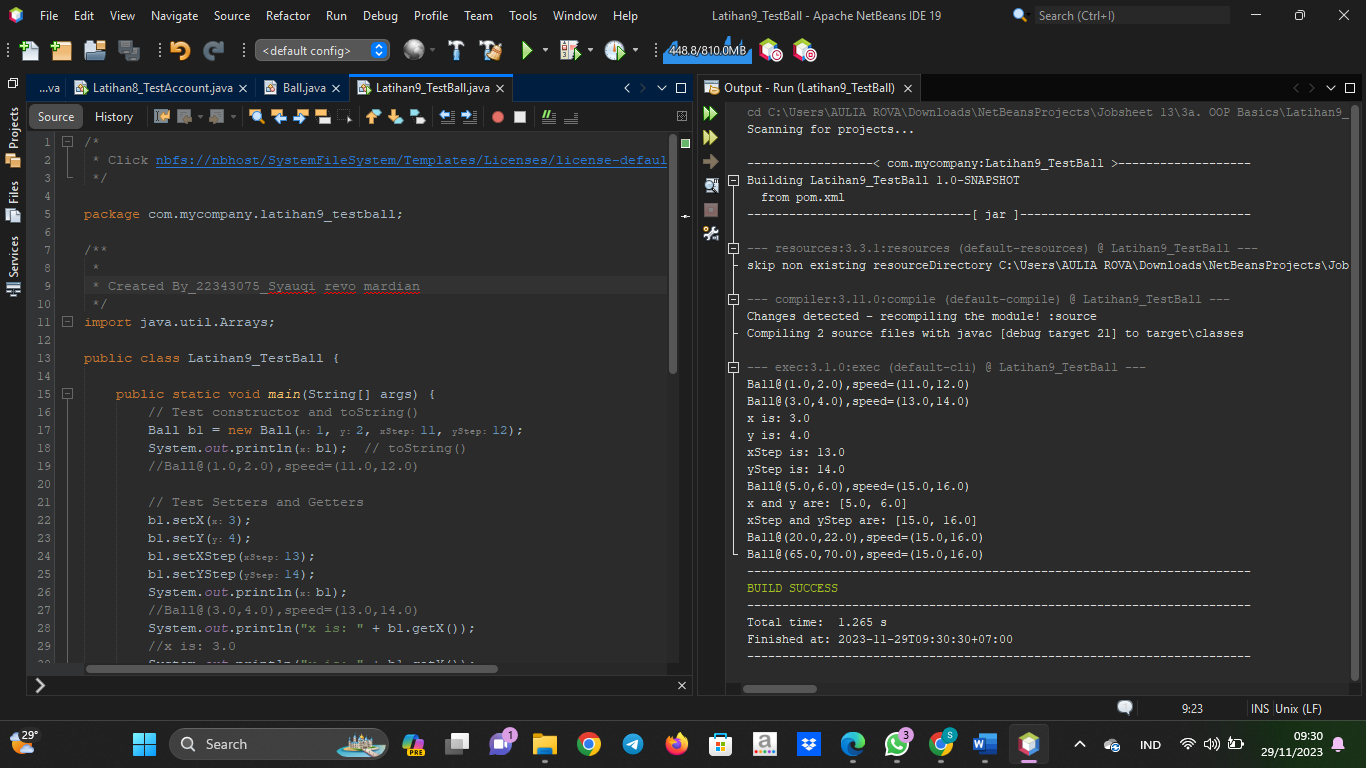 File Edit View Navigate Source Refactor Run Debug Profile Team Tools Window Help
Latihan9_TestBall - Apache NetBeans IDE 19
Search (Ctrl+I)
<default config>
448.8/810.0MB
...va
Latihan8_TestAccount.java
Ball.java
Latihan9_TestBall.java
Source History
Projects
Files
Services
1 /*
2 * Click nbfs://nbhost/SystemFileSystem/Templates/Licenses/license-defaul
3 */
4
5 package com.mycompany.latihan9_testball;
6
7 /**
8 *
9 * Created By_22343075_Syauqi revo mardian
10 */
11 import java.util.Arrays;
12
13 public class Latihan9_TestBall {
14
15 public static void main(String[] args) {
16 // Test constructor and toString()
17 Ball b1 = new Ball(x: 1, y: 2, xStep: 11, yStep: 12);
18 System.out.println(x: b1); // toString()
19 //Ball@(1.0,2.0),speed=(11.0,12.0)
20
21 // Test Setters and Getters
22 b1.setX(x: 3);
23 b1.setY(y: 4);
24 b1.setXStep(xStep: 13);
25 b1.setYStep(yStep: 14);
26 System.out.println(x: b1);
27 //Ball@(3.0,4.0),speed=(13.0,14.0)
28 System.out.println("x is: " + b1.getX());
29 //x is: 3.0
30 System.out.println("y is: " + b1.getY());
Output - Run (Latihan9_TestBall)
cd C:\Users\AULIA ROVA\Downloads\NetBeansProjects\Jobsheet 13\3a. OOP Basics\Latihan9_
Scanning for projects...
------------------< com.mycompany:Latihan9_TestBall >-------------------
Building Latihan9_TestBall 1.0-SNAPSHOT
from pom.xml
--------------------------------[ jar ]---------------------------------
--- resources:3.3.1:resources (default-resources) @ Latihan9_TestBall ---
skip non existing resourceDirectory C:\Users\AULIA ROVA\Downloads\NetBeansProjects\Job
--- compiler:3.11.0:compile (default-compile) @ Latihan9_TestBall ---
Changes detected - recompiling the module! :source
Compiling 2 source files with javac [debug target 21] to target\classes
--- exec:3.1.0:exec (default-cli) @ Latihan9_TestBall ---
Ball@(1.0,2.0),speed=(11.0,12.0)
Ball@(3.0,4.0),speed=(13.0,14.0)
x is: 3.0
y is: 4.0
xStep is: 13.0
yStep is: 14.0
Ball@(5.0,6.0),speed=(15.0,16.0)
x and y are: [5.0, 6.0]
xStep and yStep are: [15.0, 16.0]
Ball@(20.0,22.0),speed=(15.0,16.0)
Ball@(65.0,70.0),speed=(15.0,16.0)
------------------------------------------------------------------------
BUILD SUCCESS
------------------------------------------------------------------------
Total time: 1.265 s
Finished at: 2023-11-29T09:30:30+07:00
------------------------------------------------------------------------
9:23
INS Unix (LF)
29°
Search
PRE
1
a
3
S
IND
09:30
29/11/2023